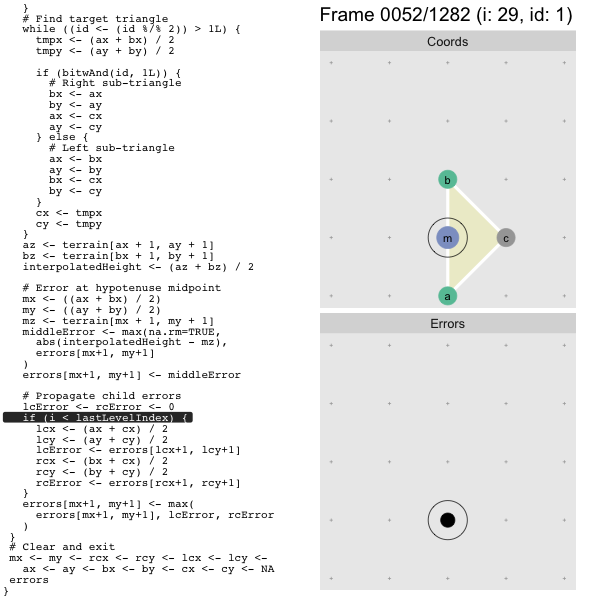 }
  # Find target triangle
  while ((id <- (id %/% 2)) > 1L) {
    tmpx <- (ax + bx) / 2
    tmpy <- (ay + by) / 2

    if (bitwAnd(id, 1L)) {
      # Right sub-triangle
      bx <- ax
      by <- ay
      ax <- cx
      ay <- cy
    } else {
      # Left sub-triangle
      ax <- bx
      ay <- by
      bx <- cx
      by <- cy
    }
    cx <- tmpx
    cy <- tmpy
  }
  az <- terrain[ax + 1, ay + 1]
  bz <- terrain[bx + 1, by + 1]
  interpolatedHeight <- (az + bz) / 2

  # Error at hypotenuse midpoint
  mx <- ((ax + bx) / 2)
  my <- ((ay + by) / 2)
  mz <- terrain[mx + 1, my + 1]
  middleError <- max(na.rm=TRUE,
    abs(interpolatedHeight - mz),
    errors[mx+1, my+1]
  )
  errors[mx+1, my+1] <- middleError

  # Propagate child errors
  lcError <- rcError <- 0
  if (i < lastLevelIndex) {
    lcx <- (ax + cx) / 2
    lcy <- (ay + cy) / 2
    lcError <- errors[lcx+1, lcy+1]
    rcx <- (bx + cx) / 2
    rcy <- (by + cy) / 2
    rcError <- errors[rcx+1, rcy+1]
  }
  errors[mx+1, my+1] <- max(
    errors[mx+1, my+1], lcError, rcError
  )
}
# Clear and exit
mx <- my <- rcx <- rcy <- lcx <- lcy <-
  ax <- ay <- bx <- by <- cx <- cy <- NA
errors
}
Frame 0052/1282 (i: 29, id: 1)
Coords
b
m
c
a
Errors